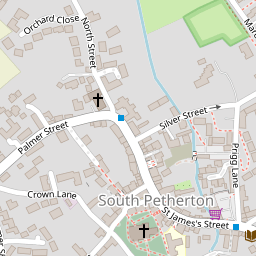 Orchard Close
North Street
Palmer Street
Silver Street
Prigg Lane
Crown Lane
South Petherton
St James's Street